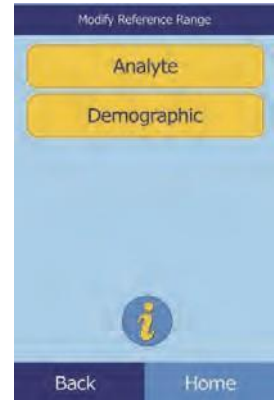 Modify Reference Range
Analyte
Demographic
i
Back Home